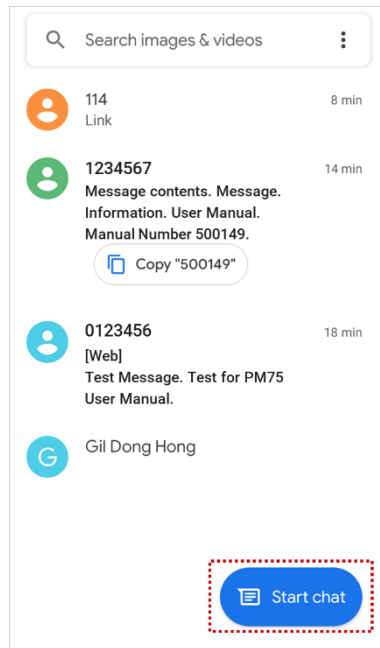 Search images & videos
114 8 min
Link
1234567 14 min
Message contents. Message.
Information. User Manual.
Manual Number 500149.
Copy "500149"
0123456 18 min
[Web]
Test Message. Test for PM75
User Manual.
G Gil Dong Hong
Start chat